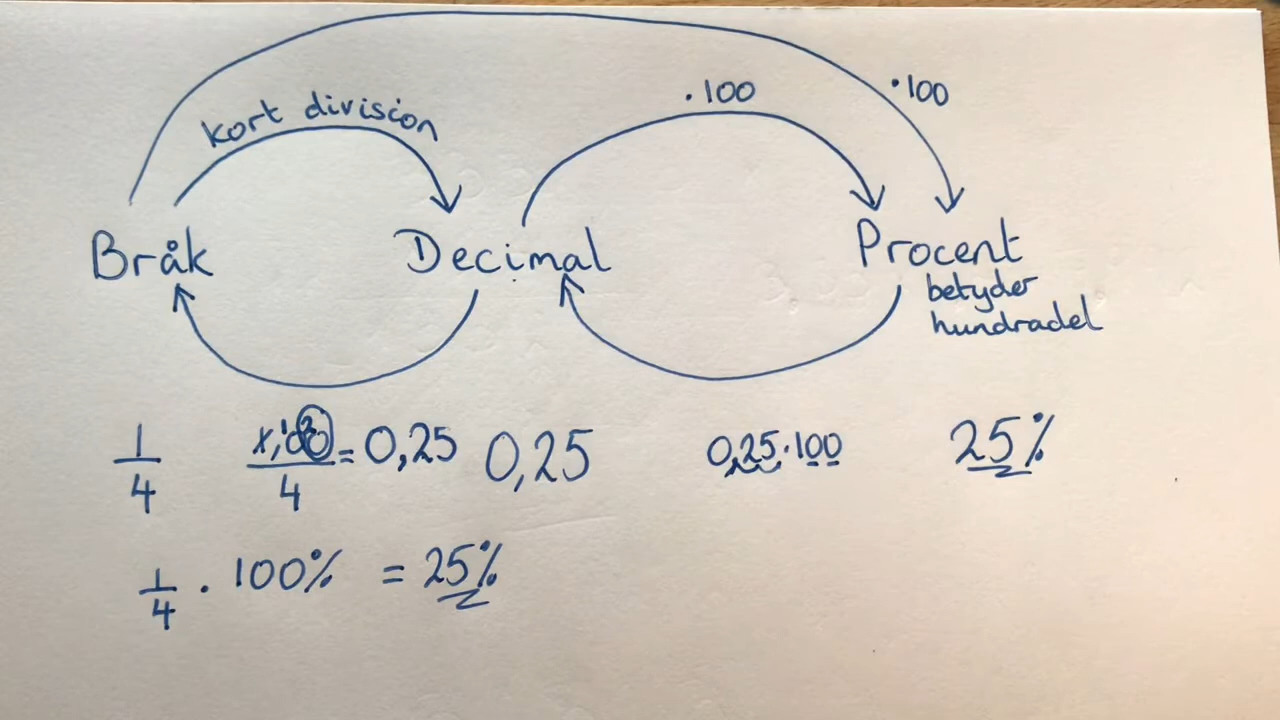 kort division
·100
·100
Bråk
Decimal
Procent
betyder
hundradel
1/4
/4 = 0,25
0,25
0,25·100
25%
1/4 · 100% = 25%